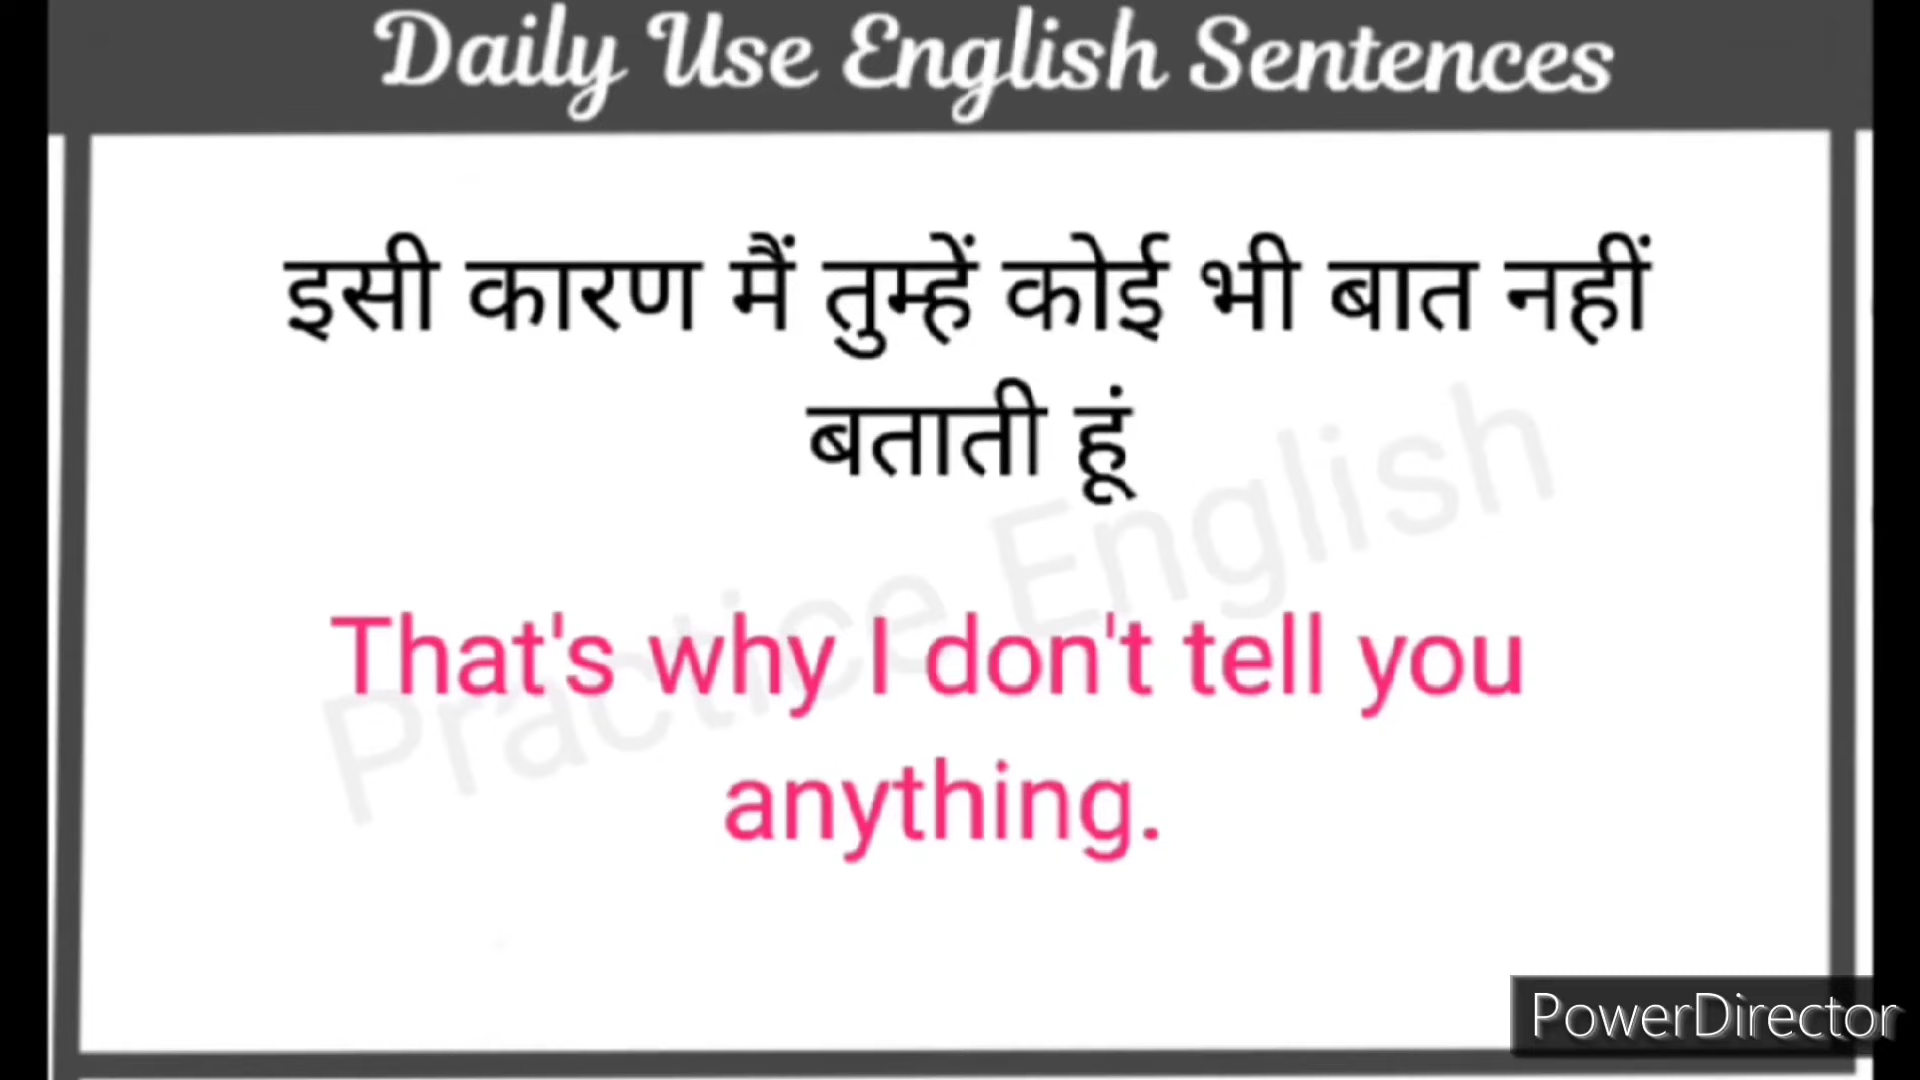 Daily Use English Sentences
इसी कारण मैं तुम्हें कोई भी बात नहीं
बताती हूं
Practice English
That's why I don't tell you
anything.
PowerDirector